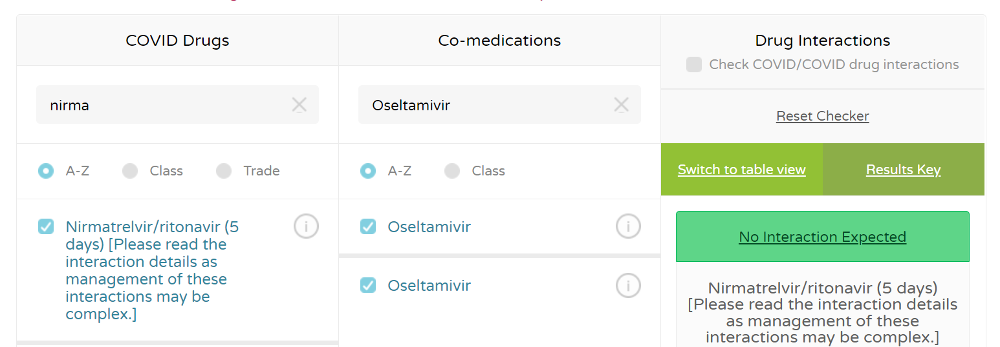 COVID Drugs
nirma
A-Z Class Trade
Nirmatrelvir/ritonavir (5
days) [Please read the
interaction details as
management of these
interactions may be
complex.]
Co-medications
Oseltamivir
A-Z Class
Oseltamivir
Oseltamivir
Drug Interactions
Check COVID/COVID drug interactions
Reset Checker
Switch to table view Results Key
No Interaction Expected
Nirmatrelvir/ritonavir (5 days)
[Please read the interaction details
as management of these
interactions may be complex.]